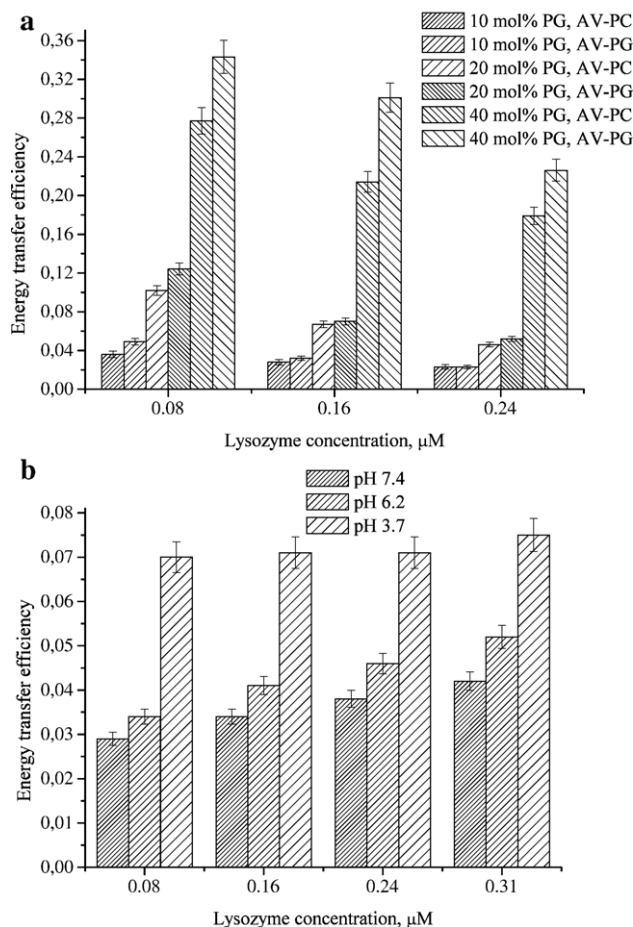 a
10 mol% PG, AV-PC
10 mol% PG, AV-PG
20 mol% PG, AV-PC
20 mol% PG, AV-PG
40 mol% PG, AV-PC
40 mol% PG, AV-PG
Energy transfer efficiency
0,36
0,32
0,28
0,24
0,20
0,16
0,12
0,08
0,04
0,00
0.08 0.16 0.24
Lysozyme concentration, μM
b
pH 7.4
pH 6.2
pH 3.7
Energy transfer efficiency
0,08
0,07
0,06
0,05
0,04
0,03
0,02
0,01
0,00
0.08 0.16 0.24 0.31
Lysozyme concentration, μM